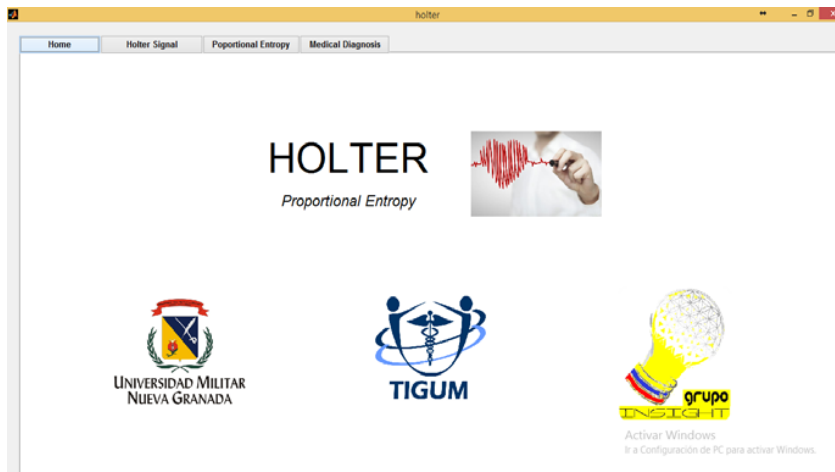 holter
Home
Holter Signal
Poportional Entropy
Medical Diagnosis
HOLTER
Proportional Entropy
UNIVERSIDAD MILITAR
NUEVA GRANADA
TIGUM
grupo
INSIGHT
Activar Windows
Ir a Configuración de PC para activar Windows.